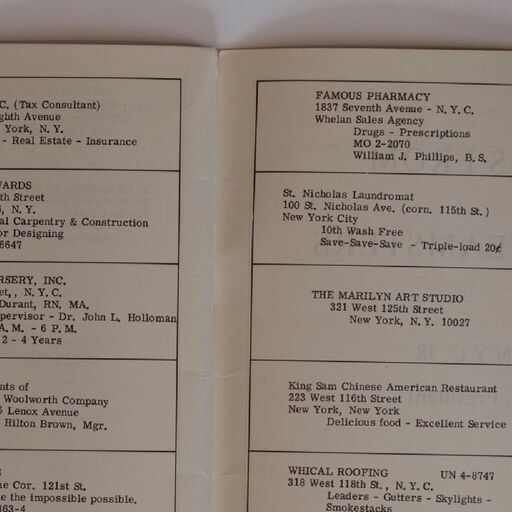 C. (Tax Consultant)
ghth Avenue
York, N. Y.
- Real Estate - Insurance
WARDS
th Street
, N. Y.
al Carpentry & Construction
or Designing
6647
RSERY, INC.
et,, N. Y. C.
Durant, RN. MA.
pervisor - Dr. John L. Holloman
A. M. - 6 P. M.
2 - 4 Years
nts of
Woolworth Company
6 Lenox Avenue
Hilton Brown, Mgr.
ne Cor. 121st St.
e the impossible possible.
463-4
FAMOUS PHARMACY
1837 Seventh Avenue - N. Y. C.
Whelan Sales Agency
Drugs - Prescriptions
MO 2-2070
William J. Phillips, B. S.
St. Nicholas Laundromat
100 St. Nicholas Ave. (corn. 115th St.)
New York City
10th Wash Free
Save-Save-Save - Triple-load 20¢
THE MARILYN ART STUDIO
321 West 125th Street
New York, N. Y. 10027
King Sam Chinese American Restaurant
223 West 116th Street
New York, New York
Delicious food - Excellent Service
WHICAL ROOFING UN 4-8747
318 West 118th St., N. Y. C.
Leaders - Gutters - Skylights -
Smokestacks